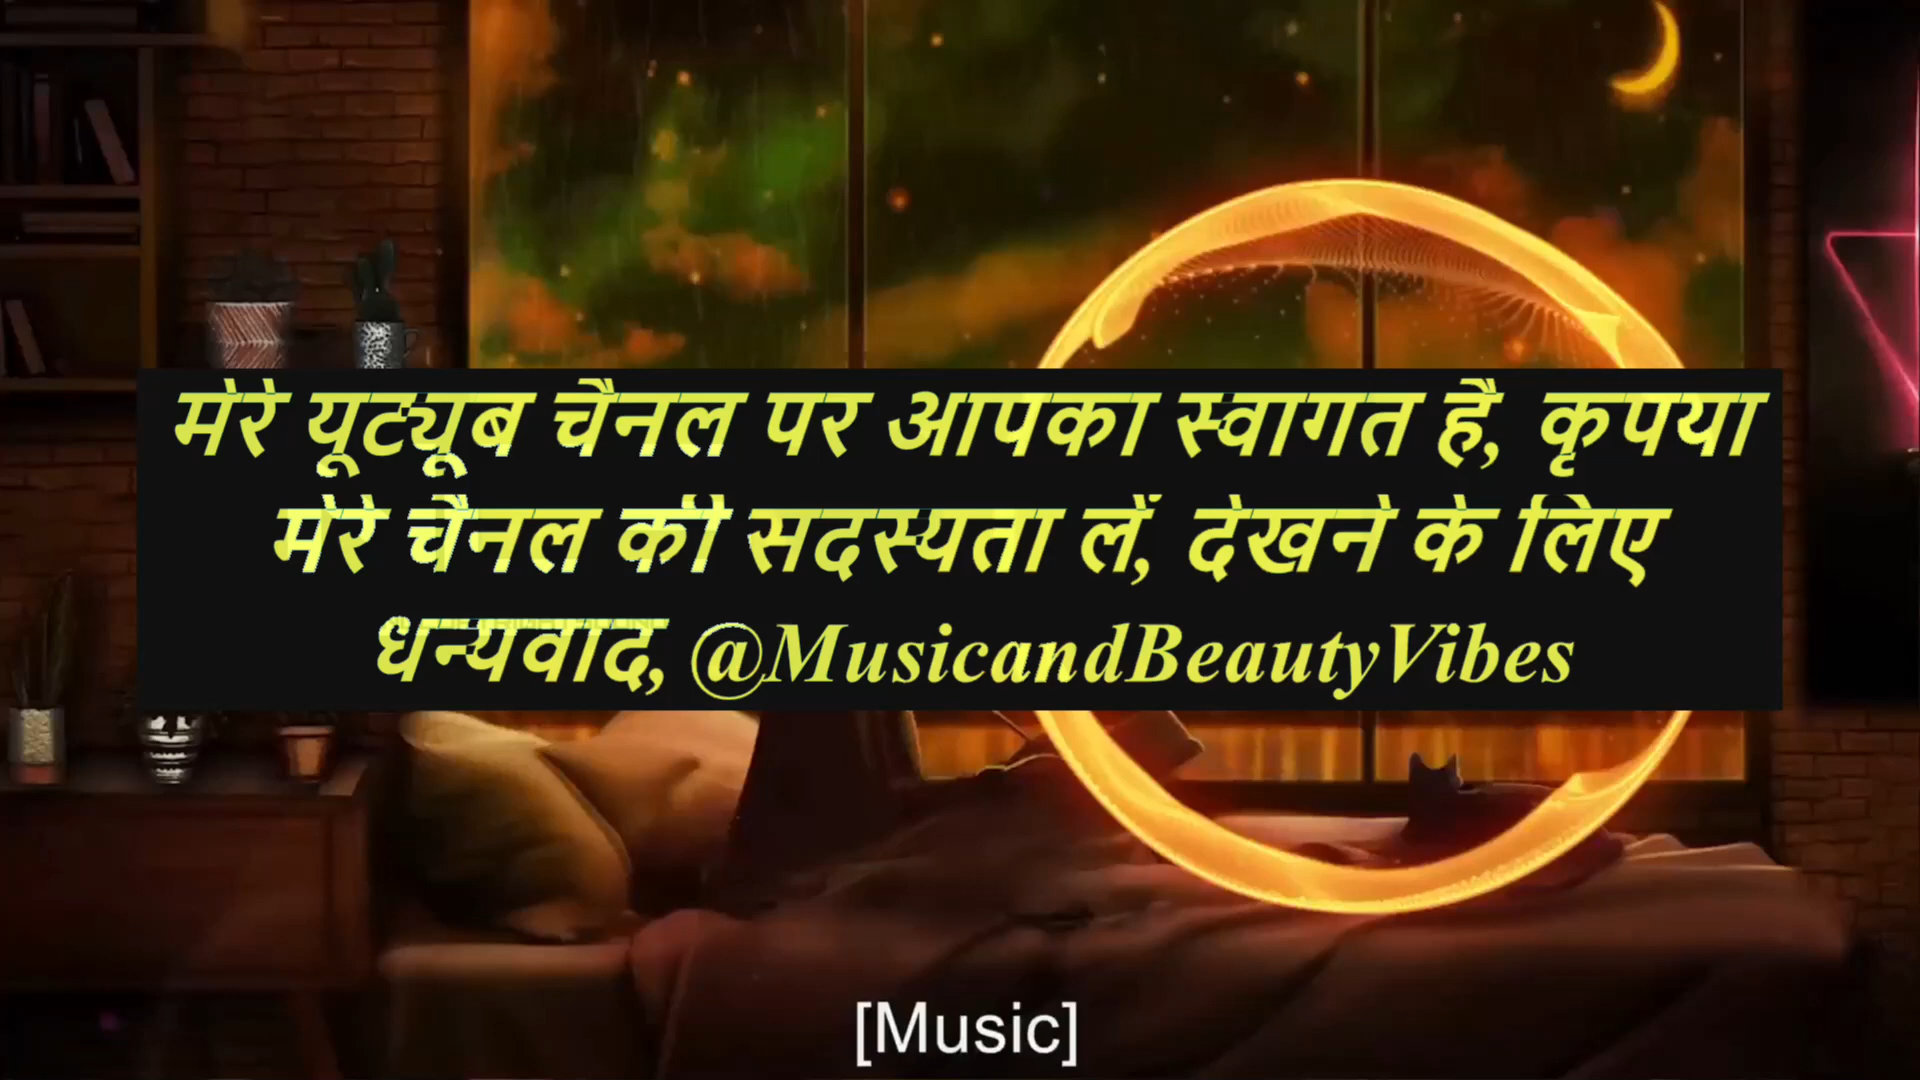 मेरे यूट्यूब चैनल पर आपका स्वागत है, कृपया
मेरे चैनल की सदस्यता लें, देखने के लिए
धन्यवाद, @MusicandBeautyVibes
[Music]